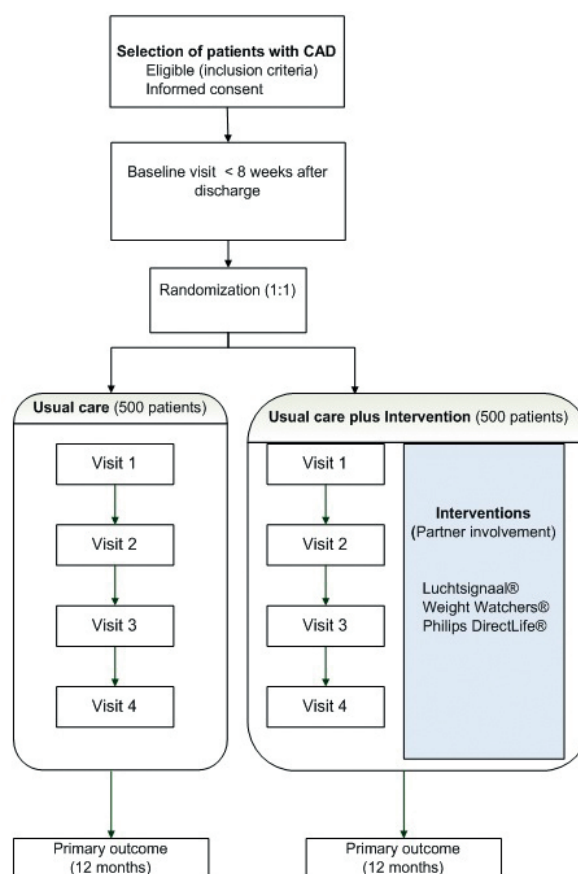 Selection of patients with CAD
Eligible (inclusion criteria)
Informed consent
Baseline visit < 8 weeks after
discharge
Randomization (1:1)
Usual care (500 patients)
Visit 1
Visit 2
Visit 3
Visit 4
Primary outcome
(12 months)
Usual care plus Intervention (500 patients)
Visit 1
Visit 2
Visit 3
Visit 4
Interventions
(Partner involvement)
Luchtsignaal®
Weight Watchers®
Philips DirectLife®
Primary outcome
(12 months)